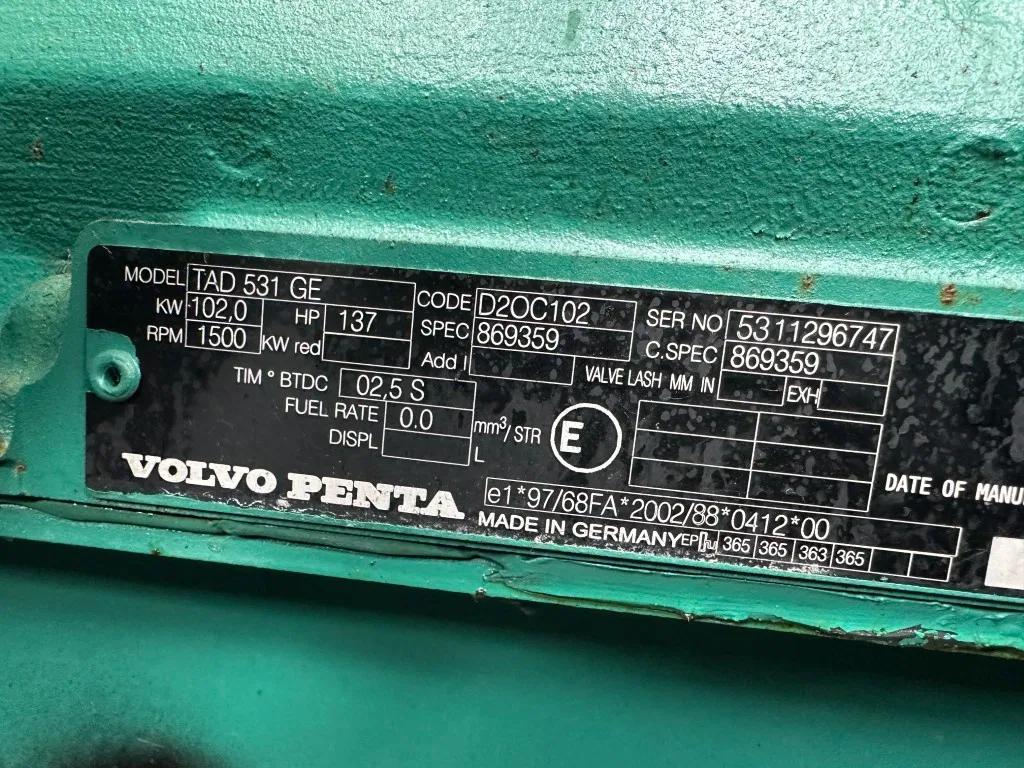 MODEL TAD 531 GE
KW 102,0 HP 137
RPM 1500 KW red
CODE D2OC102
SPEC 869359
Add I
SER NO 5311296747
C.SPEC 869359
VALVE LASH MM IN EXH
TIM ° BTDC 02,5 S
FUEL RATE 0.0 mm³/STR
DISPL L
E
VOLVO PENTA
e1*97/68FA*2002/88*0412*00
MADE IN GERMANY EP 365 365 363 365
DATE OF MANU